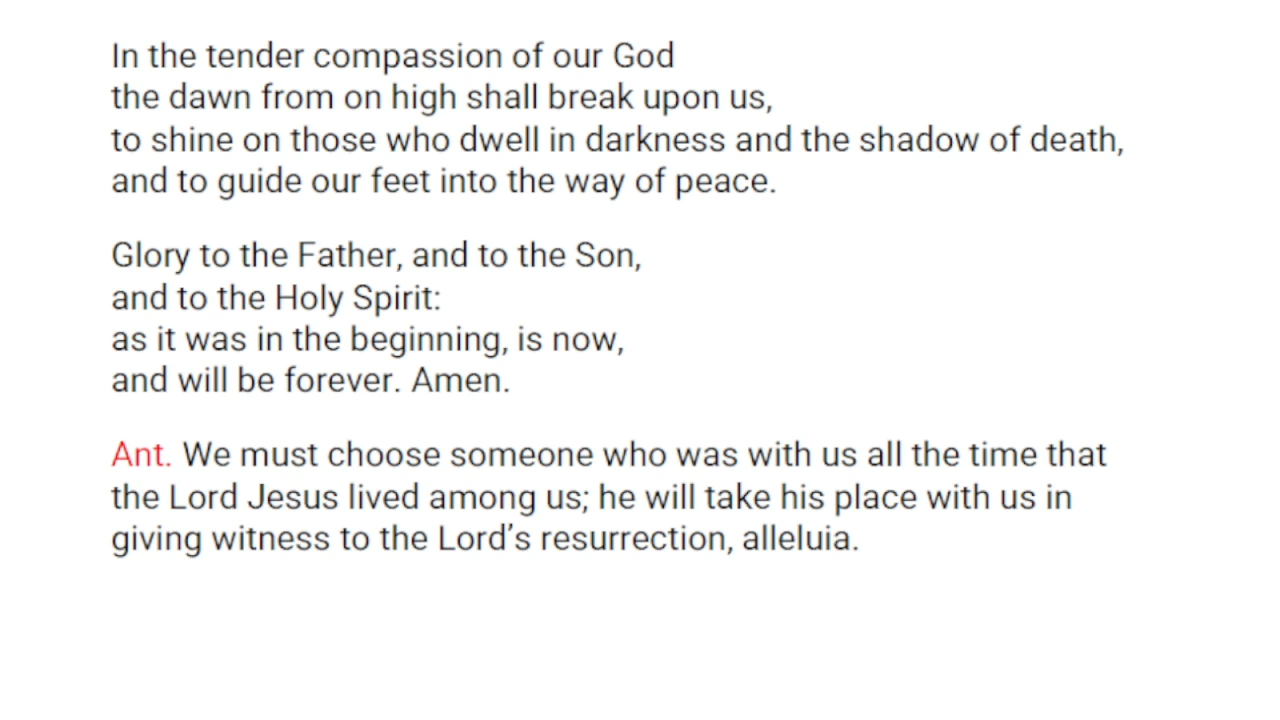 In the tender compassion of our God
the dawn from on high shall break upon us,
to shine on those who dwell in darkness and the shadow of death,
and to guide our feet into the way of peace.
Glory to the Father, and to the Son,
and to the Holy Spirit:
as it was in the beginning, is now,
and will be forever. Amen.
Ant. We must choose someone who was with us all the time that
the Lord Jesus lived among us; he will take his place with us in
giving witness to the Lord’s resurrection, alleluia.